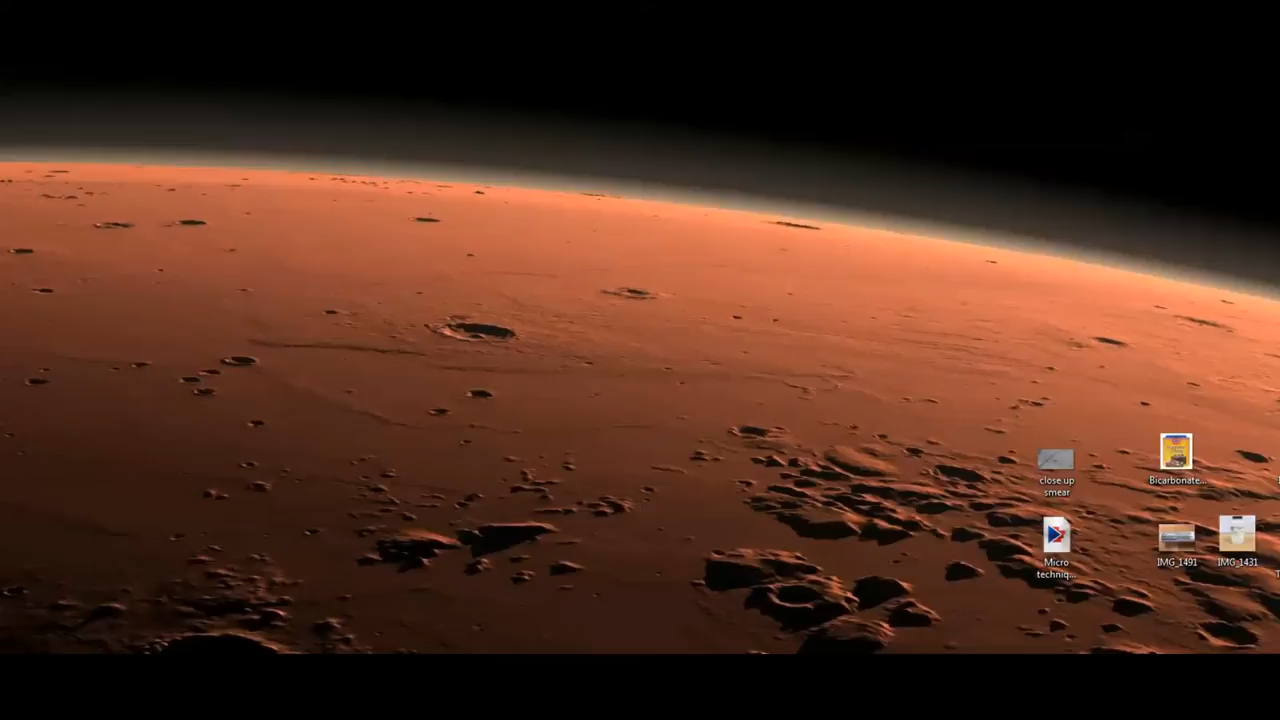 close up
smear
Bicarbonate...
Micro
techniq...
IMG_1491
IMG_1431